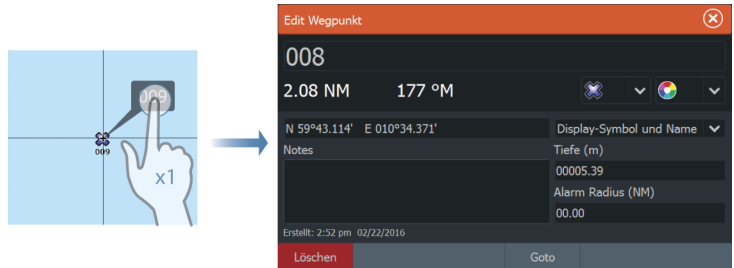 009
009
x1
Edit Wegpunkt
008
2.08 NM 177 °M
N 59°43.114' E 010°34.371' Display-Symbol und Name
Notes Tiefe (m)
00005.39
Alarm Radius (NM)
00.00
Erstellt: 2:52 pm 02/22/2016
Löschen Goto